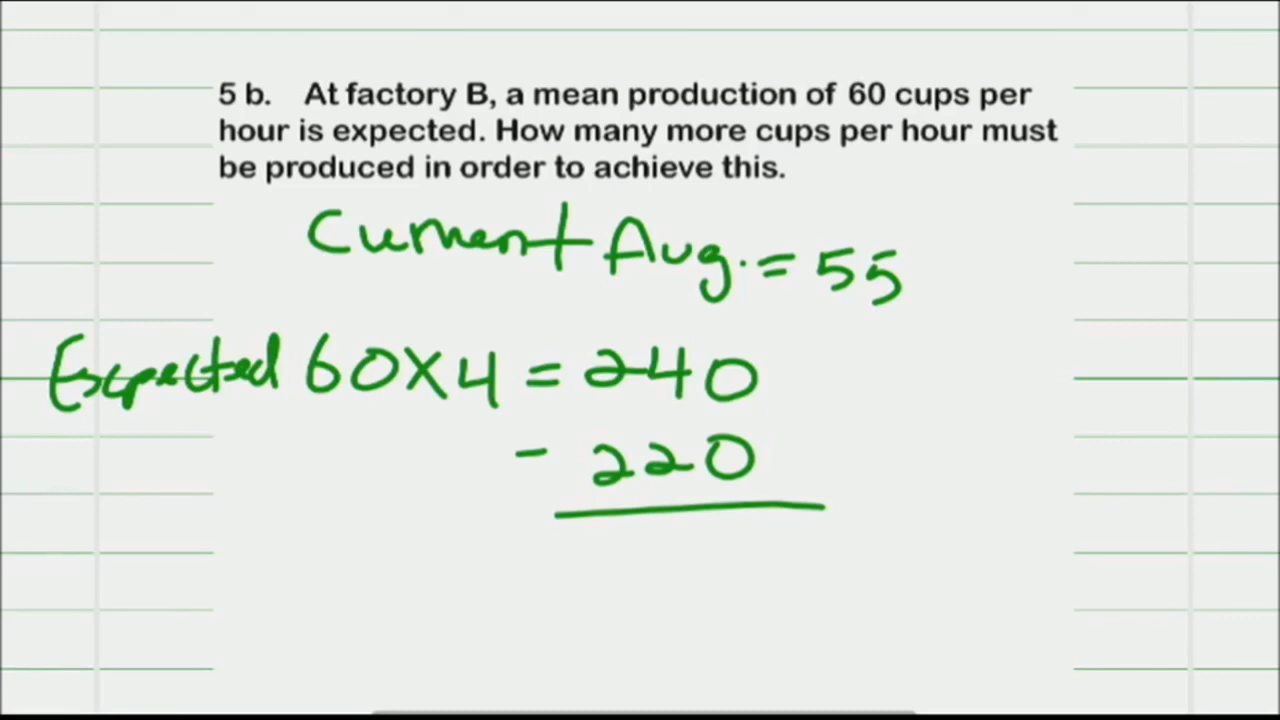 5 b. At factory B, a mean production of 60 cups per
hour is expected. How many more cups per hour must
be produced in order to achieve this.
Current Avg. = 55
Expected 60 X 4 = 240
- 220